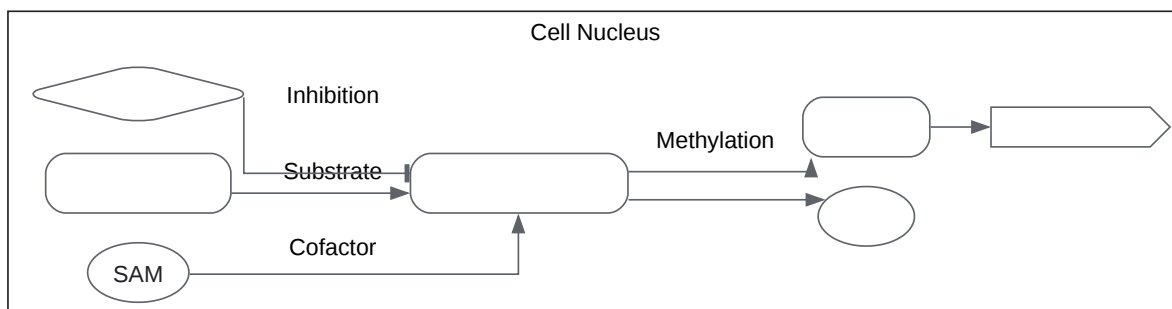 Cell Nucleus
Inhibition
Methylation
Substrate
Cofactor
SAM